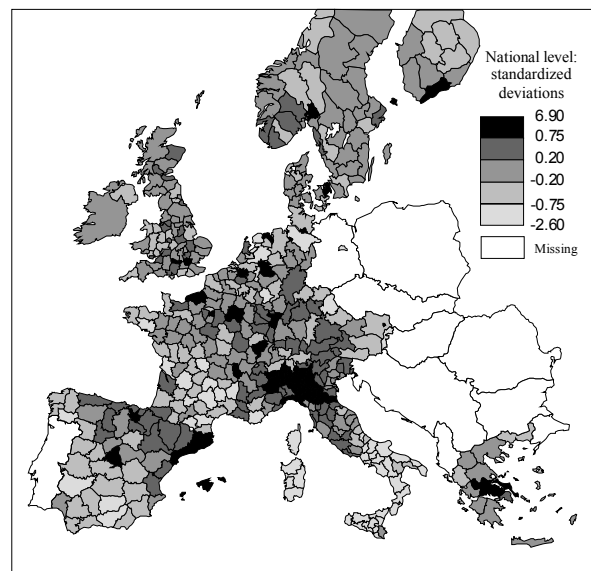 National level:
standardized
deviations
6.90
0.75
0.20
-0.20
-0.75
-2.60
Missing